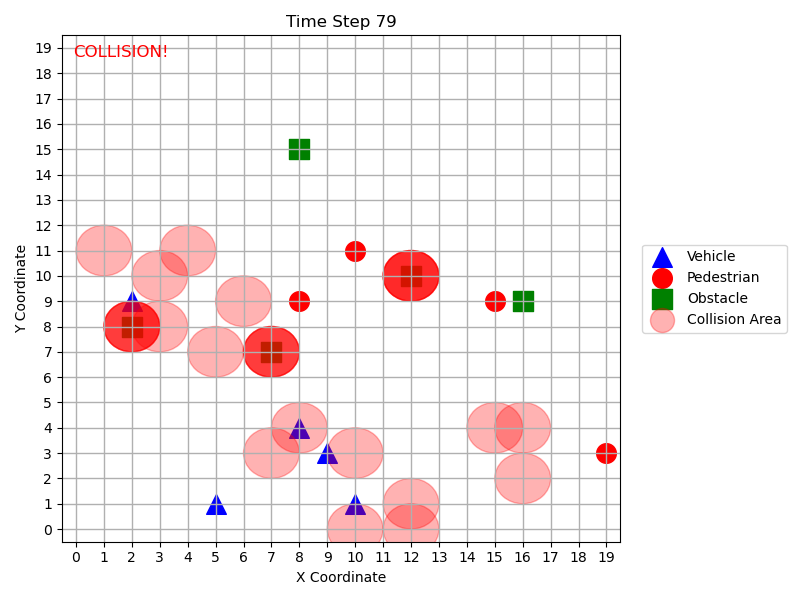 Time Step 79
COLLISION!
Y Coordinate
19
18
17
16
15
14
13
12
11
10
9
8
7
6
5
4
3
2
1
0
0 1 2 3 4 5 6 7 8 9 10 11 12 13 14 15 16 17 18 19
X Coordinate
Vehicle
Pedestrian
Obstacle
Collision Area